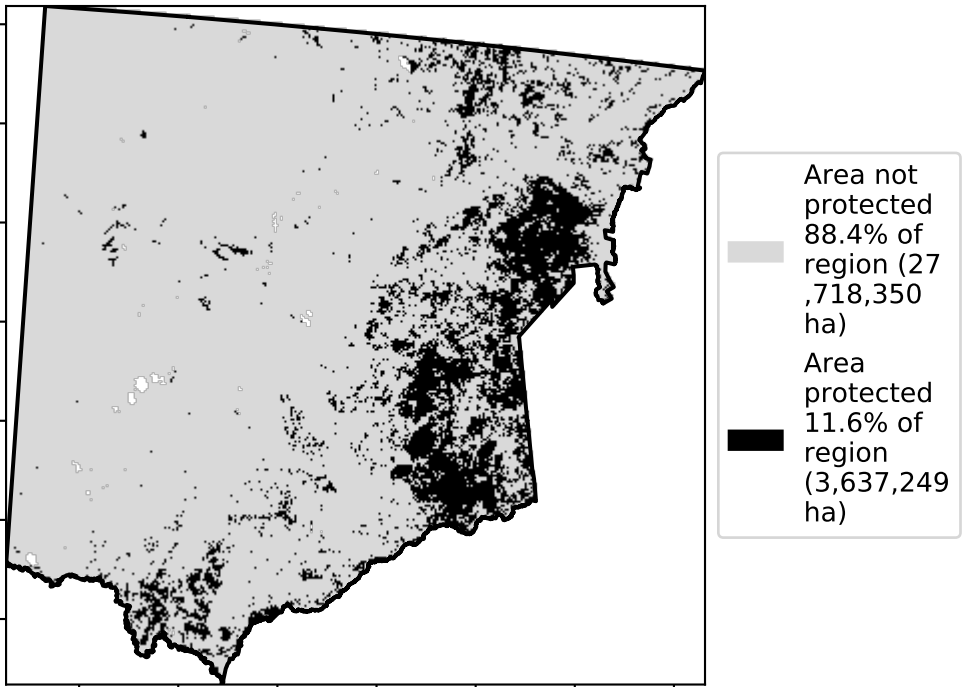 Area not
protected
88.4% of
region (27
,718,350
ha)
Area
protected
11.6% of
region
(3,637,249
ha)